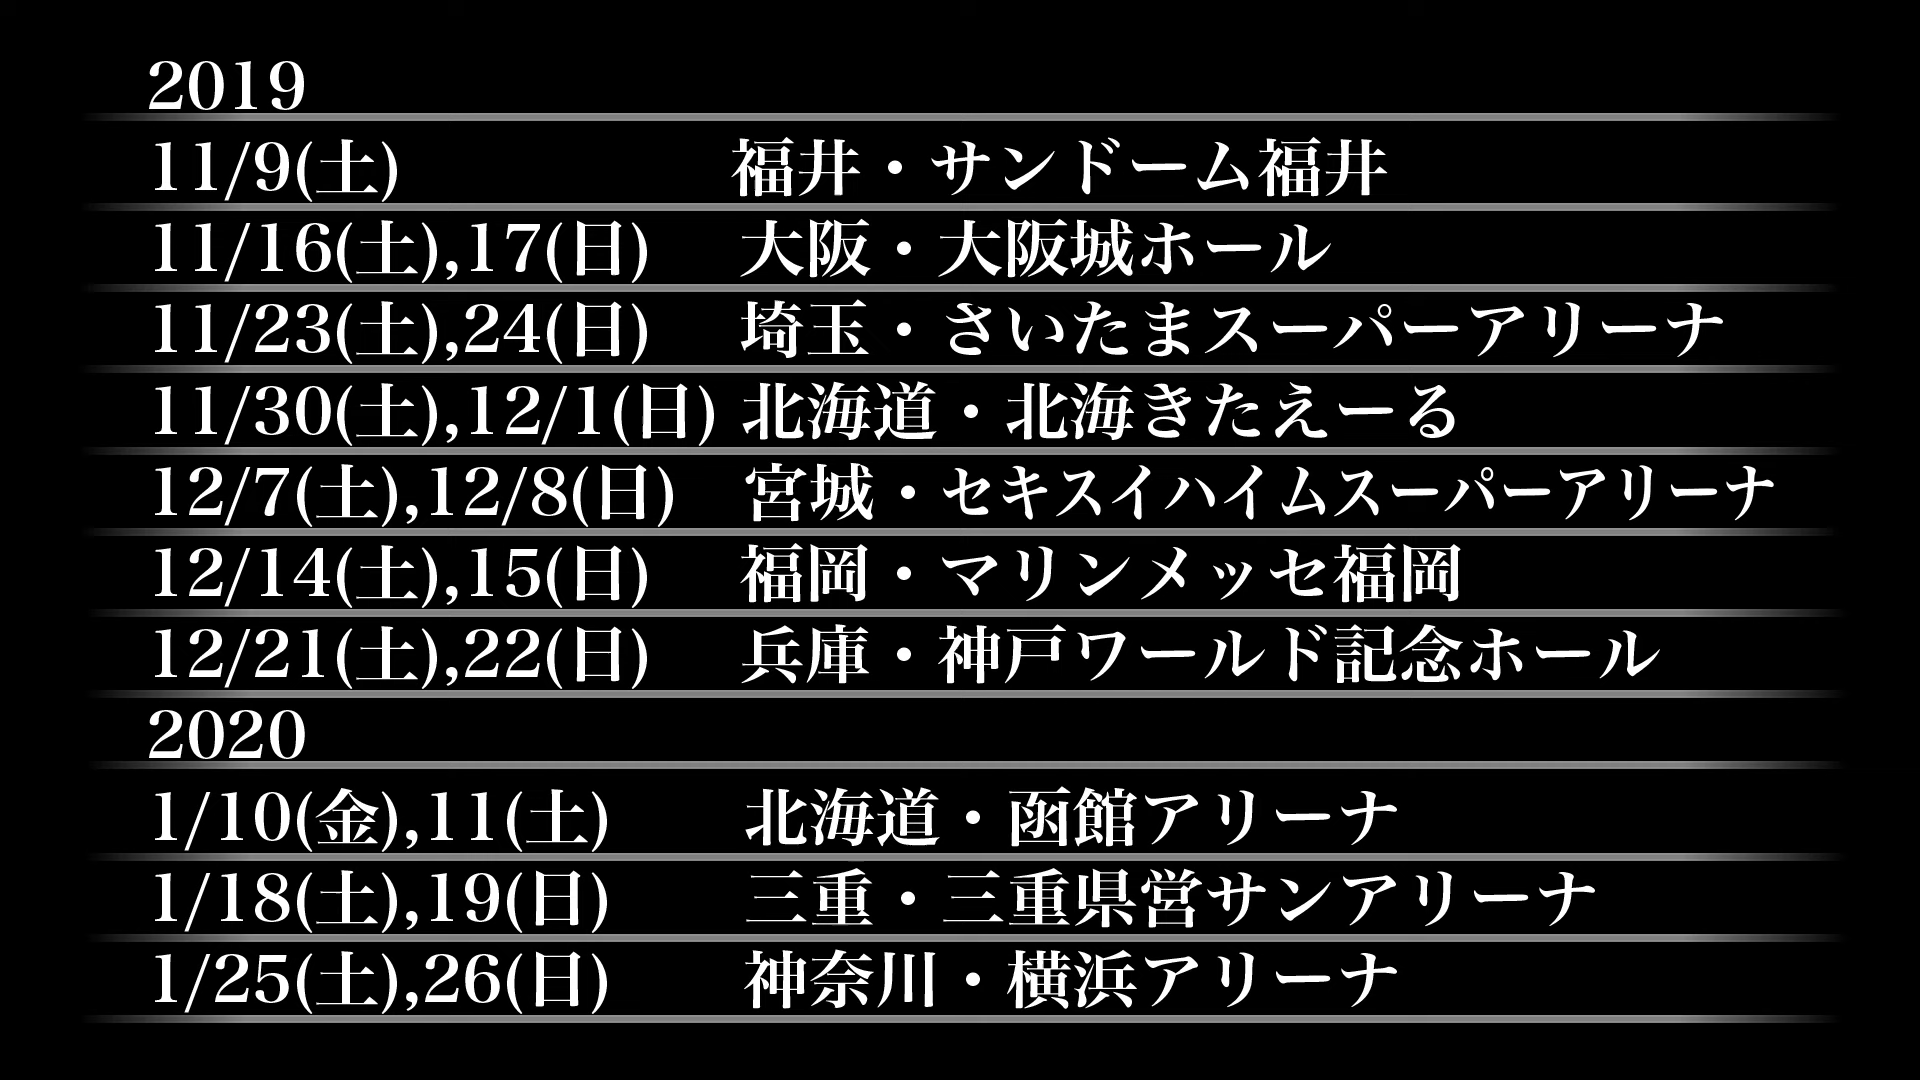 2019
11/9(土) 福井・サンドーム福井
11/16(土),17(日) 大阪・大阪城ホール
11/23(土),24(日) 埼玉・さいたまスーパーアリーナ
11/30(土),12/1(日) 北海道・北海きたえーる
12/7(土),12/8(日) 宮城・セキスイハイムスーパーアリーナ
12/14(土),15(日) 福岡・マリンメッセ福岡
12/21(土),22(日) 兵庫・神戸ワールド記念ホール
2020
1/10(金),11(土) 北海道・函館アリーナ
1/18(土),19(日) 三重・三重県営サンアリーナ
1/25(土),26(日) 神奈川・横浜アリーナ